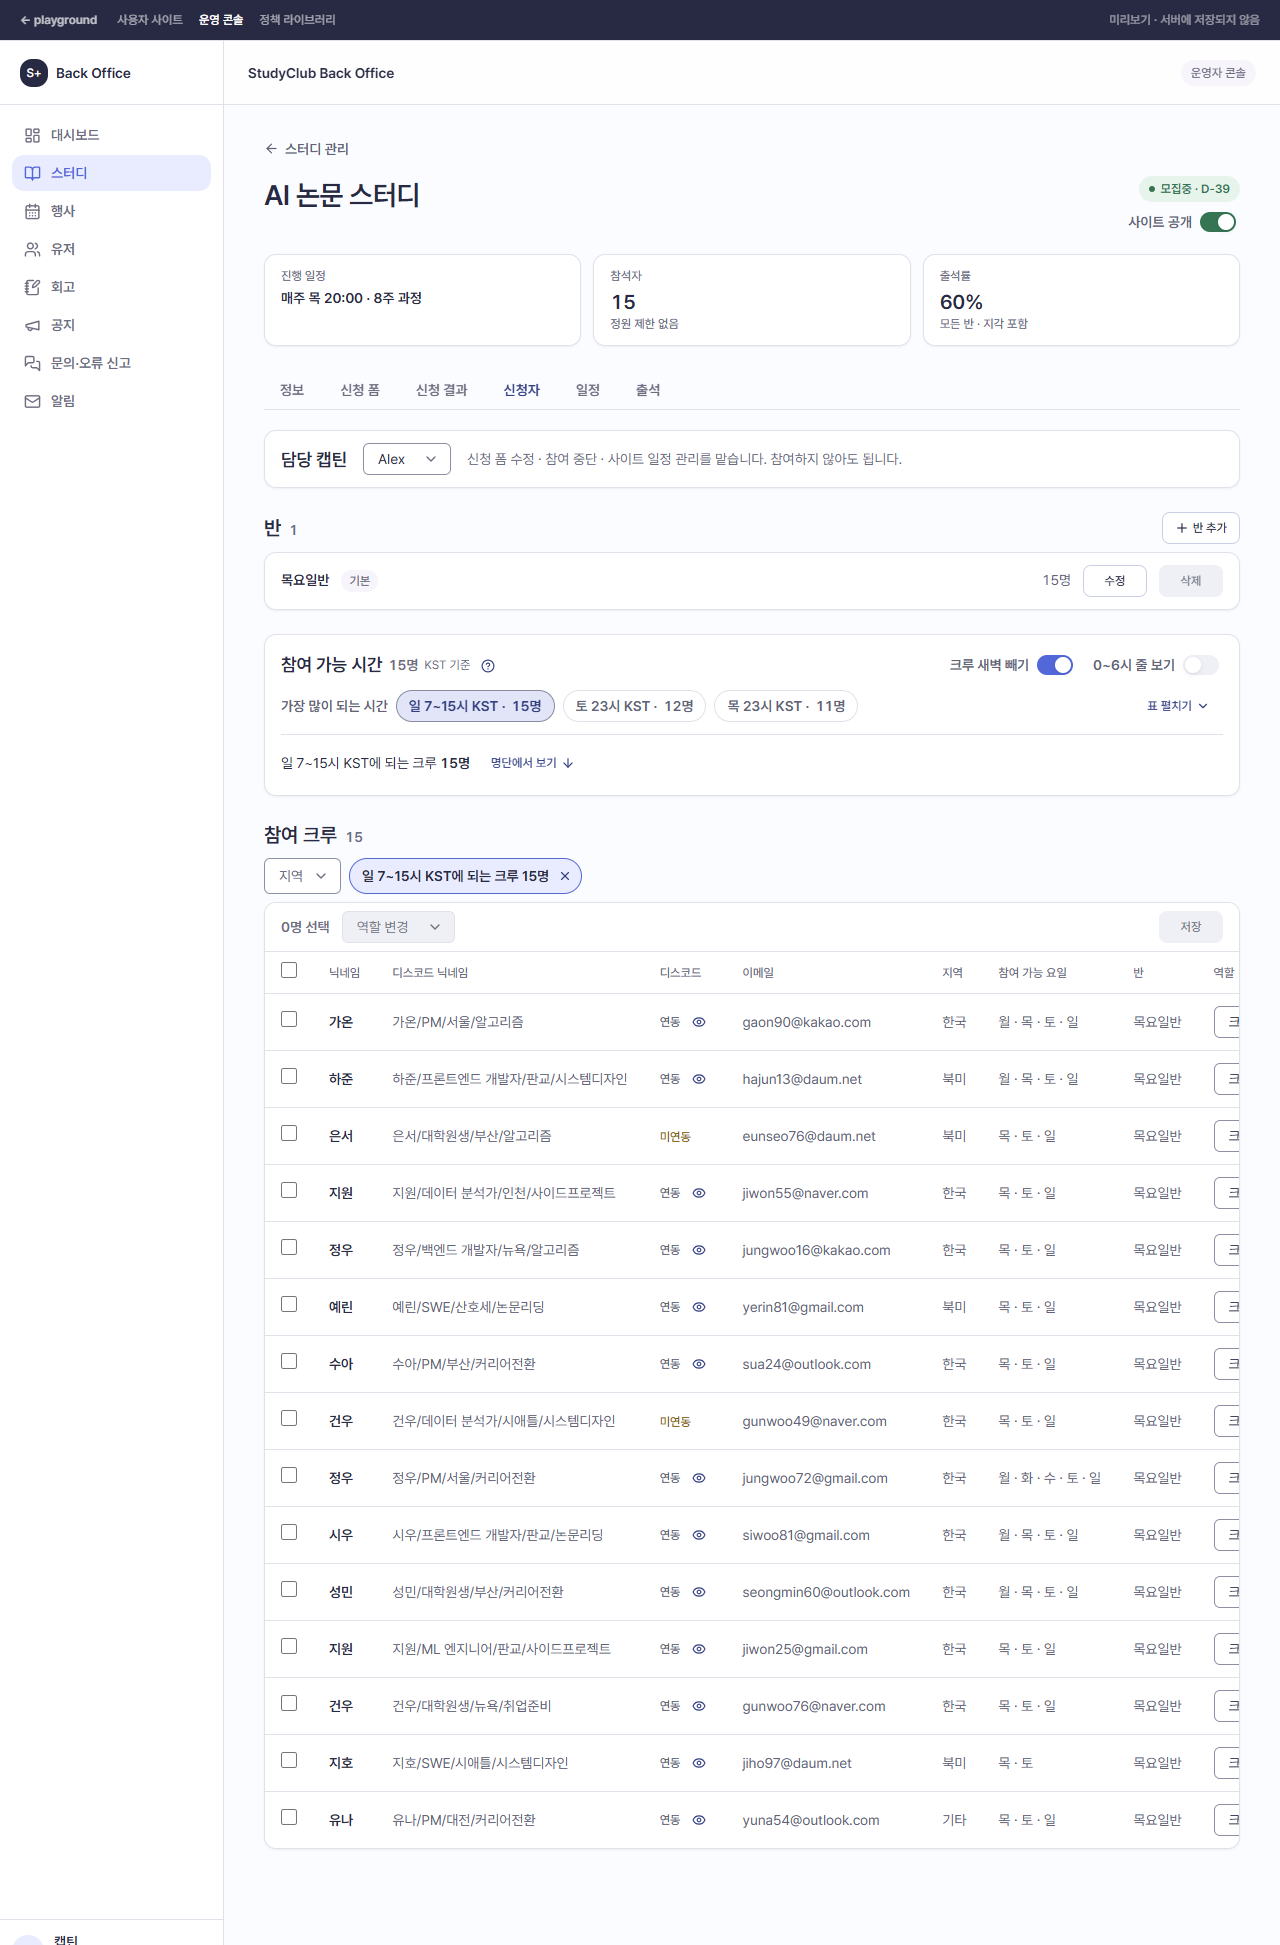 ← playground 사용자 사이트 운영 콘솔 정책 라이브러리 미리보기 · 서버에 저장되지 않음
S+ Back Office
StudyClub Back Office 운영자 콘솔
대시보드
스터디
행사
유저
회고
공지
문의·오류 신고
알림
← 스터디 관리
AI 논문 스터디
모집중 · D-39
사이트 공개
진행 일정
매주 목 20:00 · 8주 과정
참석자
15
정원 제한 없음
출석률
60%
모든 반 · 지각 포함
정보 신청 폼 신청 결과 신청자 일정 출석
담당 캡틴 Alex 신청 폼 수정 · 참여 중단 · 사이트 일정 관리를 맡습니다. 참여하지 않아도 됩니다.
반 1 + 반 추가
목요일반 기본 15명 수정 삭제
참여 가능 시간 15명 KST 기준 크루 새벽 빼기 0~6시 줄 보기
가장 많이 되는 시간 일 7~15시 KST · 15명 토 23시 KST · 12명 목 23시 KST · 11명 표 펼치기
일 7~15시 KST에 되는 크루 15명 명단에서 보기 ↓
참여 크루 15
지역 일 7~15시 KST에 되는 크루 15명 ×
0명 선택 역할 변경 저장
닉네임 디스코드 닉네임 디스코드 이메일 지역 참여 가능 요일 반 역할
가온 가온/PM/서울/알고리즘 연동 gaon90@kakao.com 한국 월 · 목 · 토 · 일 목요일반 크
하준 하준/프론트엔드 개발자/판교/시스템디자인 연동 hajun13@daum.net 북미 월 · 목 · 토 · 일 목요일반 크
은서 은서/대학원생/부산/알고리즘 미연동 eunseo76@daum.net 북미 목 · 토 · 일 목요일반 크
지원 지원/데이터 분석가/인천/사이드프로젝트 연동 jiwon55@naver.com 한국 목 · 토 · 일 목요일반 크
정우 정우/백엔드 개발자/뉴욕/알고리즘 연동 jungwoo16@kakao.com 한국 목 · 토 · 일 목요일반 크
예린 예린/SWE/산호세/논문리딩 연동 yerin81@gmail.com 북미 목 · 토 · 일 목요일반 크
수아 수아/PM/부산/커리어전환 연동 sua24@outlook.com 한국 목 · 토 · 일 목요일반 크
건우 건우/데이터 분석가/시애틀/시스템디자인 미연동 gunwoo49@naver.com 한국 목 · 토 · 일 목요일반 크
정우 정우/PM/서울/커리어전환 연동 jungwoo72@gmail.com 한국 월 · 화 · 수 · 토 · 일 목요일반 크
시우 시우/프론트엔드 개발자/판교/논문리딩 연동 siwoo81@gmail.com 한국 월 · 목 · 토 · 일 목요일반 크
성민 성민/대학원생/부산/커리어전환 연동 seongmin60@outlook.com 한국 월 · 목 · 토 · 일 목요일반 크
지원 지원/ML 엔지니어/판교/사이드프로젝트 연동 jiwon25@gmail.com 한국 목 · 토 · 일 목요일반 크
건우 건우/대학원생/뉴욕/취업준비 연동 gunwoo76@naver.com 한국 목 · 토 · 일 목요일반 크
지호 지호/SWE/시애틀/시스템디자인 연동 jiho97@daum.net 북미 목 · 토 목요일반 크
유나 유나/PM/대전/커리어전환 연동 yuna54@outlook.com 기타 목 · 토 · 일 목요일반 크
캡틴